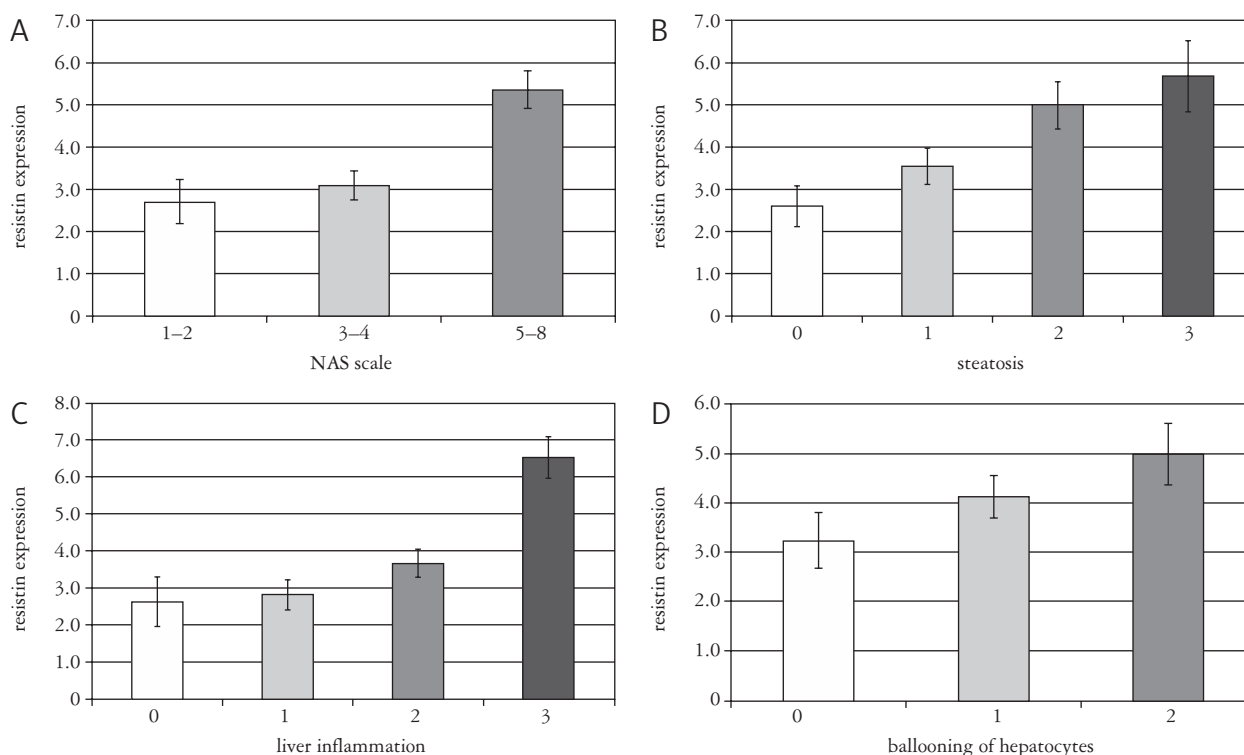 A
resistin expression
7.0
6.0
5.0
4.0
3.0
2.0
1.0
0
1–2 3–4 5–8
NAS scale
B
resistin expression
7.0
6.0
5.0
4.0
3.0
2.0
1.0
0
0 1 2 3
steatosis
C
resistin expression
8.0
7.0
6.0
5.0
4.0
3.0
2.0
1.0
0
0 1 2 3
liver inflammation
D
resistin expression
6.0
5.0
4.0
3.0
2.0
1.0
0
0 1 2
ballooning of hepatocytes